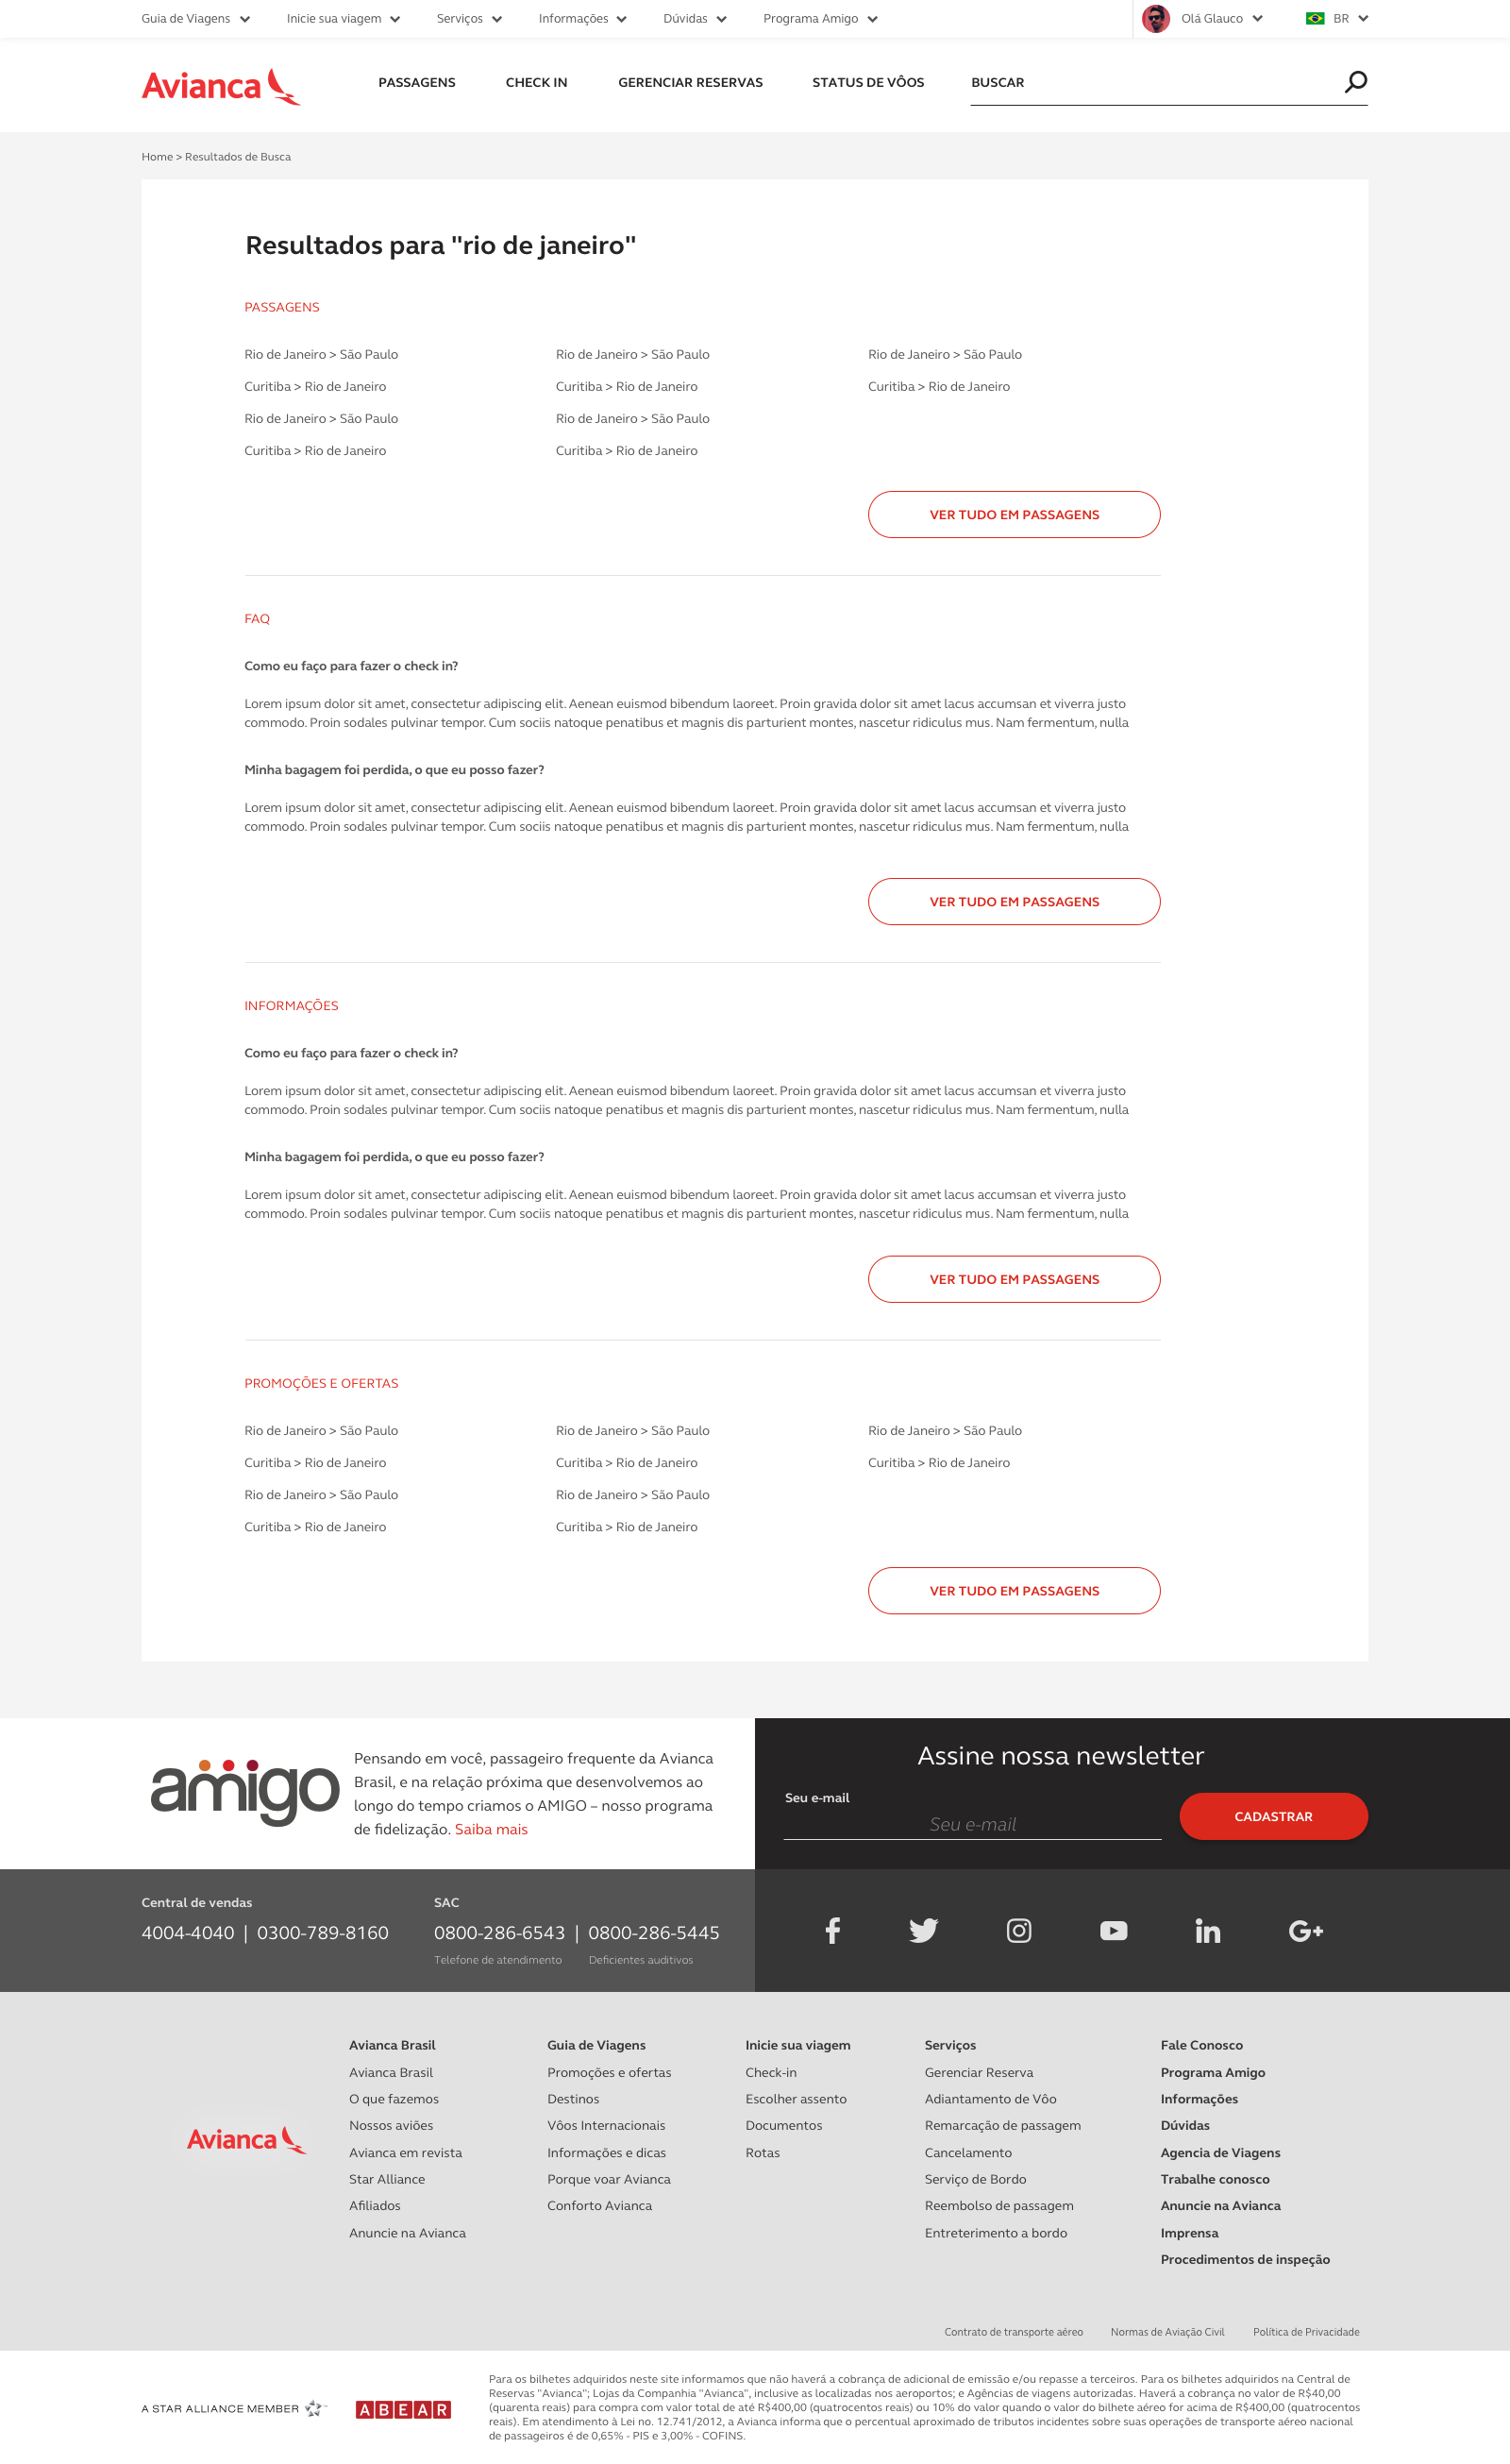 Guia de Viagens
Inicie sua viagem
Serviços
Informações
Dúvidas
Programa Amigo
Olá Glauco
BR
Avianca
PASSAGENS
CHECK IN
GERENCIAR RESERVAS
STATUS DE VÔOS
BUSCAR
Home > Resultados de Busca
Resultados para "rio de janeiro"
PASSAGENS
Rio de Janeiro > São Paulo
Rio de Janeiro > São Paulo
Rio de Janeiro > São Paulo
Curitiba > Rio de Janeiro
Curitiba > Rio de Janeiro
Curitiba > Rio de Janeiro
Rio de Janeiro > São Paulo
Rio de Janeiro > São Paulo
Curitiba > Rio de Janeiro
Curitiba > Rio de Janeiro
VER TUDO EM PASSAGENS
FAQ
Como eu faço para fazer o check in?
Lorem ipsum dolor sit amet, consectetur adipiscing elit. Aenean euismod bibendum laoreet. Proin gravida dolor sit amet lacus accumsan et viverra justo
commodo. Proin sodales pulvinar tempor. Cum sociis natoque penatibus et magnis dis parturient montes, nascetur ridiculus mus. Nam fermentum, nulla
Minha bagagem foi perdida, o que eu posso fazer?
Lorem ipsum dolor sit amet, consectetur adipiscing elit. Aenean euismod bibendum laoreet. Proin gravida dolor sit amet lacus accumsan et viverra justo
commodo. Proin sodales pulvinar tempor. Cum sociis natoque penatibus et magnis dis parturient montes, nascetur ridiculus mus. Nam fermentum, nulla
VER TUDO EM PASSAGENS
INFORMAÇÕES
Como eu faço para fazer o check in?
Lorem ipsum dolor sit amet, consectetur adipiscing elit. Aenean euismod bibendum laoreet. Proin gravida dolor sit amet lacus accumsan et viverra justo
commodo. Proin sodales pulvinar tempor. Cum sociis natoque penatibus et magnis dis parturient montes, nascetur ridiculus mus. Nam fermentum, nulla
Minha bagagem foi perdida, o que eu posso fazer?
Lorem ipsum dolor sit amet, consectetur adipiscing elit. Aenean euismod bibendum laoreet. Proin gravida dolor sit amet lacus accumsan et viverra justo
commodo. Proin sodales pulvinar tempor. Cum sociis natoque penatibus et magnis dis parturient montes, nascetur ridiculus mus. Nam fermentum, nulla
VER TUDO EM PASSAGENS
PROMOÇÕES E OFERTAS
Rio de Janeiro > São Paulo
Rio de Janeiro > São Paulo
Rio de Janeiro > São Paulo
Curitiba > Rio de Janeiro
Curitiba > Rio de Janeiro
Curitiba > Rio de Janeiro
Rio de Janeiro > São Paulo
Rio de Janeiro > São Paulo
Curitiba > Rio de Janeiro
Curitiba > Rio de Janeiro
VER TUDO EM PASSAGENS
amigo
Pensando em você, passageiro frequente da Avianca
Brasil, e na relação próxima que desenvolvemos ao
longo do tempo criamos o AMIGO – nosso programa
de fidelização. Saiba mais
Assine nossa newsletter
Seu e-mail
Seu e-mail
CADASTRAR
Central de vendas
4004-4040 | 0300-789-8160
SAC
0800-286-6543 | 0800-286-5445
Telefone de atendimento
Deficientes auditivos
Avianca
Avianca Brasil
Avianca Brasil
O que fazemos
Nossos aviões
Avianca em revista
Star Alliance
Afiliados
Anuncie na Avianca
Guia de Viagens
Promoções e ofertas
Destinos
Vôos Internacionais
Informações e dicas
Porque voar Avianca
Conforto Avianca
Inicie sua viagem
Check-in
Escolher assento
Documentos
Rotas
Serviços
Gerenciar Reserva
Adiantamento de Vôo
Remarcação de passagem
Cancelamento
Serviço de Bordo
Reembolso de passagem
Entreterimento a bordo
Fale Conosco
Programa Amigo
Informações
Dúvidas
Agencia de Viagens
Trabalhe conosco
Anuncie na Avianca
Imprensa
Procedimentos de inspeção
Contrato de transporte aéreo
Normas de Aviação Civil
Política de Privacidade
A STAR ALLIANCE MEMBER
ABEAR
Para os bilhetes adquiridos neste site informamos que não haverá a cobrança de adicional de emissão e/ou repasse a terceiros. Para os bilhetes adquiridos na Central de
Reservas "Avianca"; Lojas da Companhia "Avianca", inclusive as localizadas nos aeroportos; e Agências de viagens autorizadas. Haverá a cobrança no valor de R$40,00
(quarenta reais) para compra com valor total de até R$400,00 (quatrocentos reais) ou 10% do valor quando o valor do bilhete aéreo for acima de R$400,00 (quatrocentos
reais). Em atendimento à Lei no. 12.741/2012, a Avianca informa que o percentual aproximado de tributos incidentes sobre suas operações de transporte aéreo nacional
de passageiros é de 0,65% - PIS e 3,00% - COFINS.